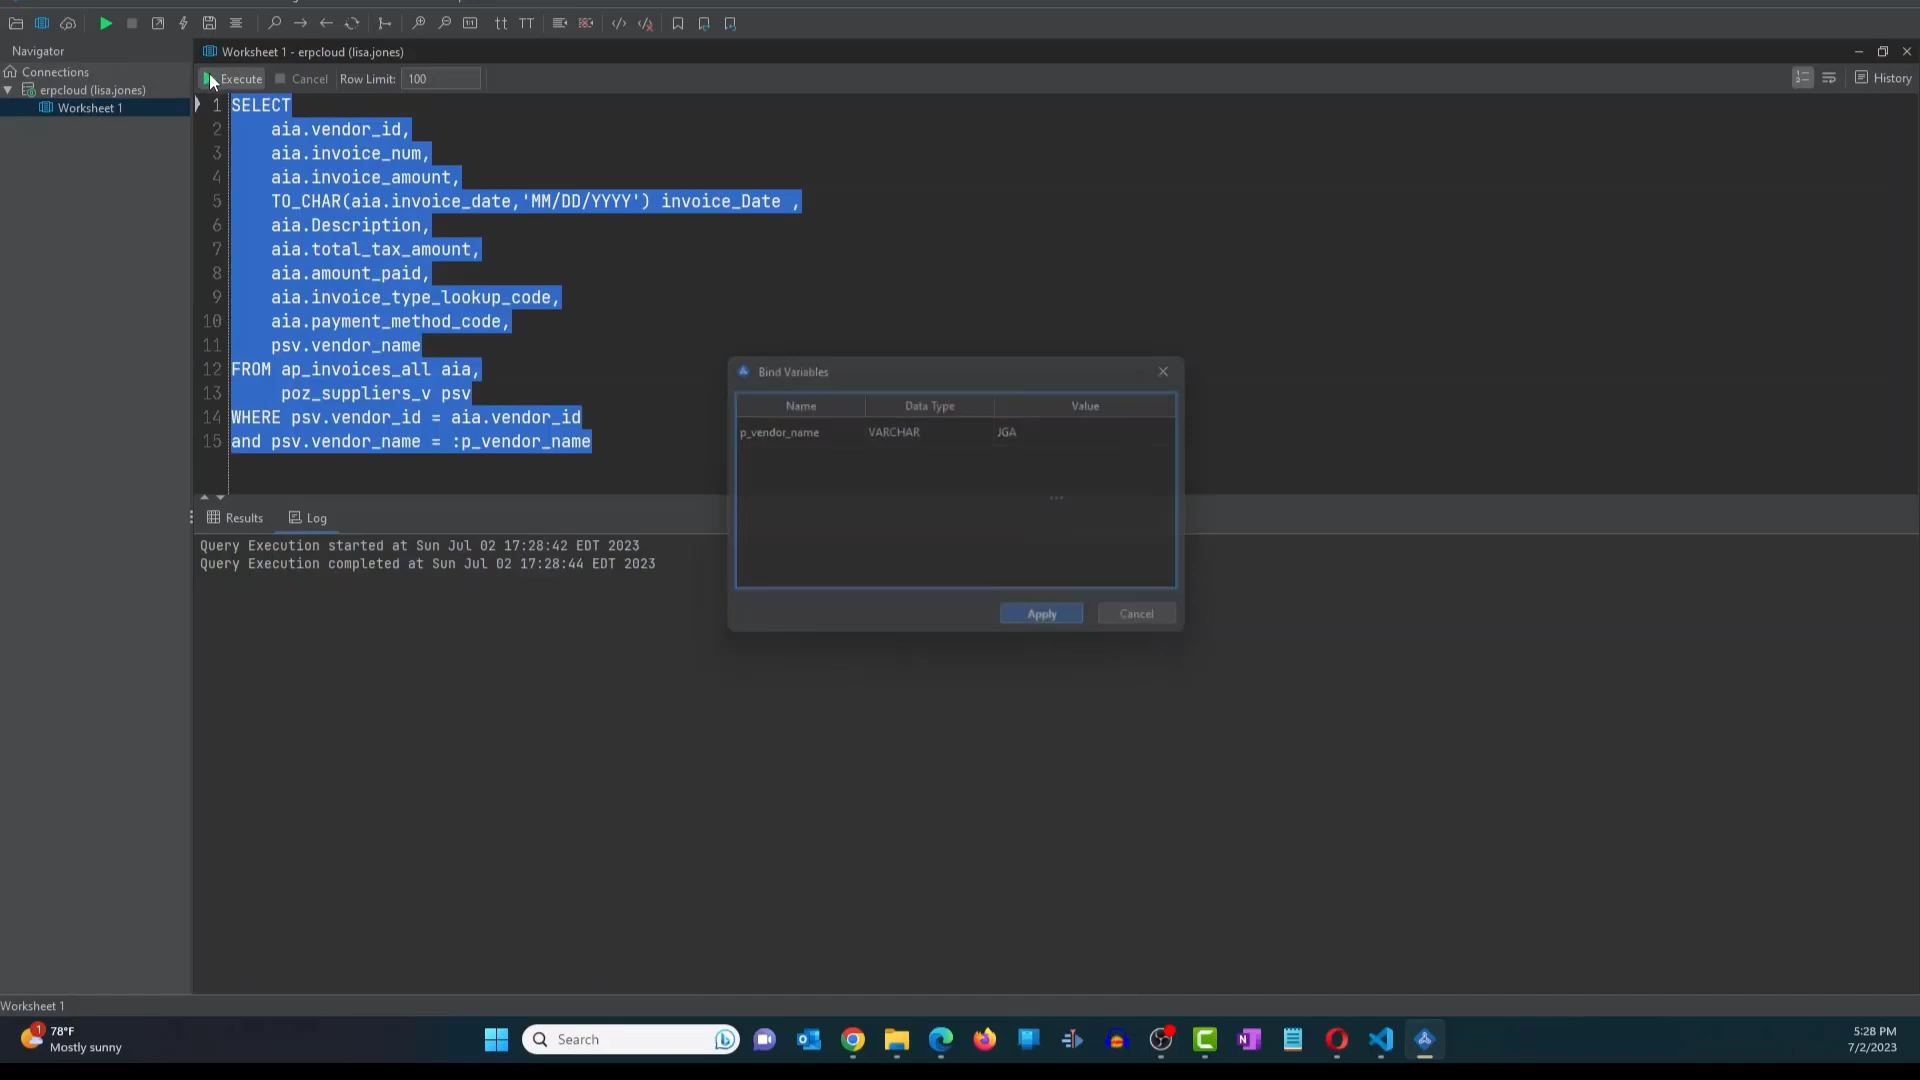 Navigator
Worksheet 1 - erpcloud (lisa.jones)
Connections
erpcloud (lisa.jones)
Worksheet 1
Execute Cancel Row Limit: 100 History
1 SELECT
2 aia.vendor_id,
3 aia.invoice_num,
4 aia.invoice_amount,
5 TO_CHAR(aia.invoice_date,'MM/DD/YYYY') invoice_Date ,
6 aia.Description,
7 aia.total_tax_amount,
8 aia.amount_paid,
9 aia.invoice_type_lookup_code,
10 aia.payment_method_code,
11 psv.vendor_name
12 FROM ap_invoices_all aia,
13 poz_suppliers_v psv
14 WHERE psv.vendor_id = aia.vendor_id
15 and psv.vendor_name = :p_vendor_name
Bind Variables
Name Data Type Value
p_vendor_name VARCHAR JGA
Apply Cancel
Results Log
Query Execution started at Sun Jul 02 17:28:42 EDT 2023
Query Execution completed at Sun Jul 02 17:28:44 EDT 2023
Worksheet 1
1
78°F
Mostly sunny
Search
5:28 PM
7/2/2023